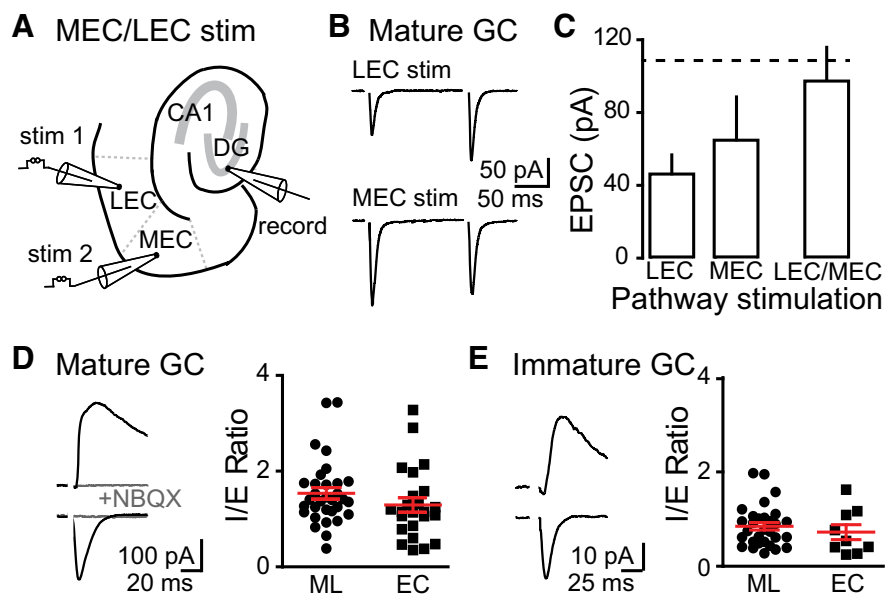 A MEC/LEC stim
CA1
DG
stim 1
LEC
record
stim 2
MEC
B Mature GC
LEC stim
50 pA
50 ms
MEC stim
C
120
80
40
0
EPSC (pA)
LEC MEC LEC/MEC
Pathway stimulation
D Mature GC
+NBQX
100 pA
20 ms
4
2
0
I/E Ratio
ML EC
E Immature GC
10 pA
25 ms
4
2
0
I/E Ratio
ML EC